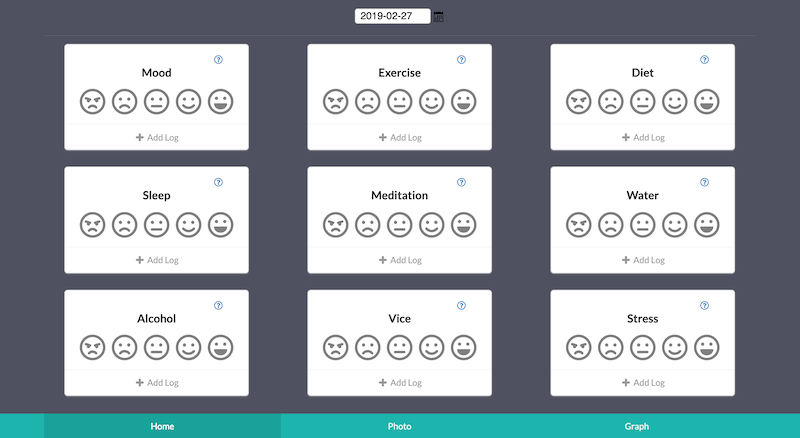 2019-02-27
Mood
Exercise
Diet
Add Log
Add Log
Add Log
Sleep
Meditation
Water
Add Log
Add Log
Add Log
Alcohol
Vice
Stress
Add Log
Add Log
Add Log
Home
Photo
Graph